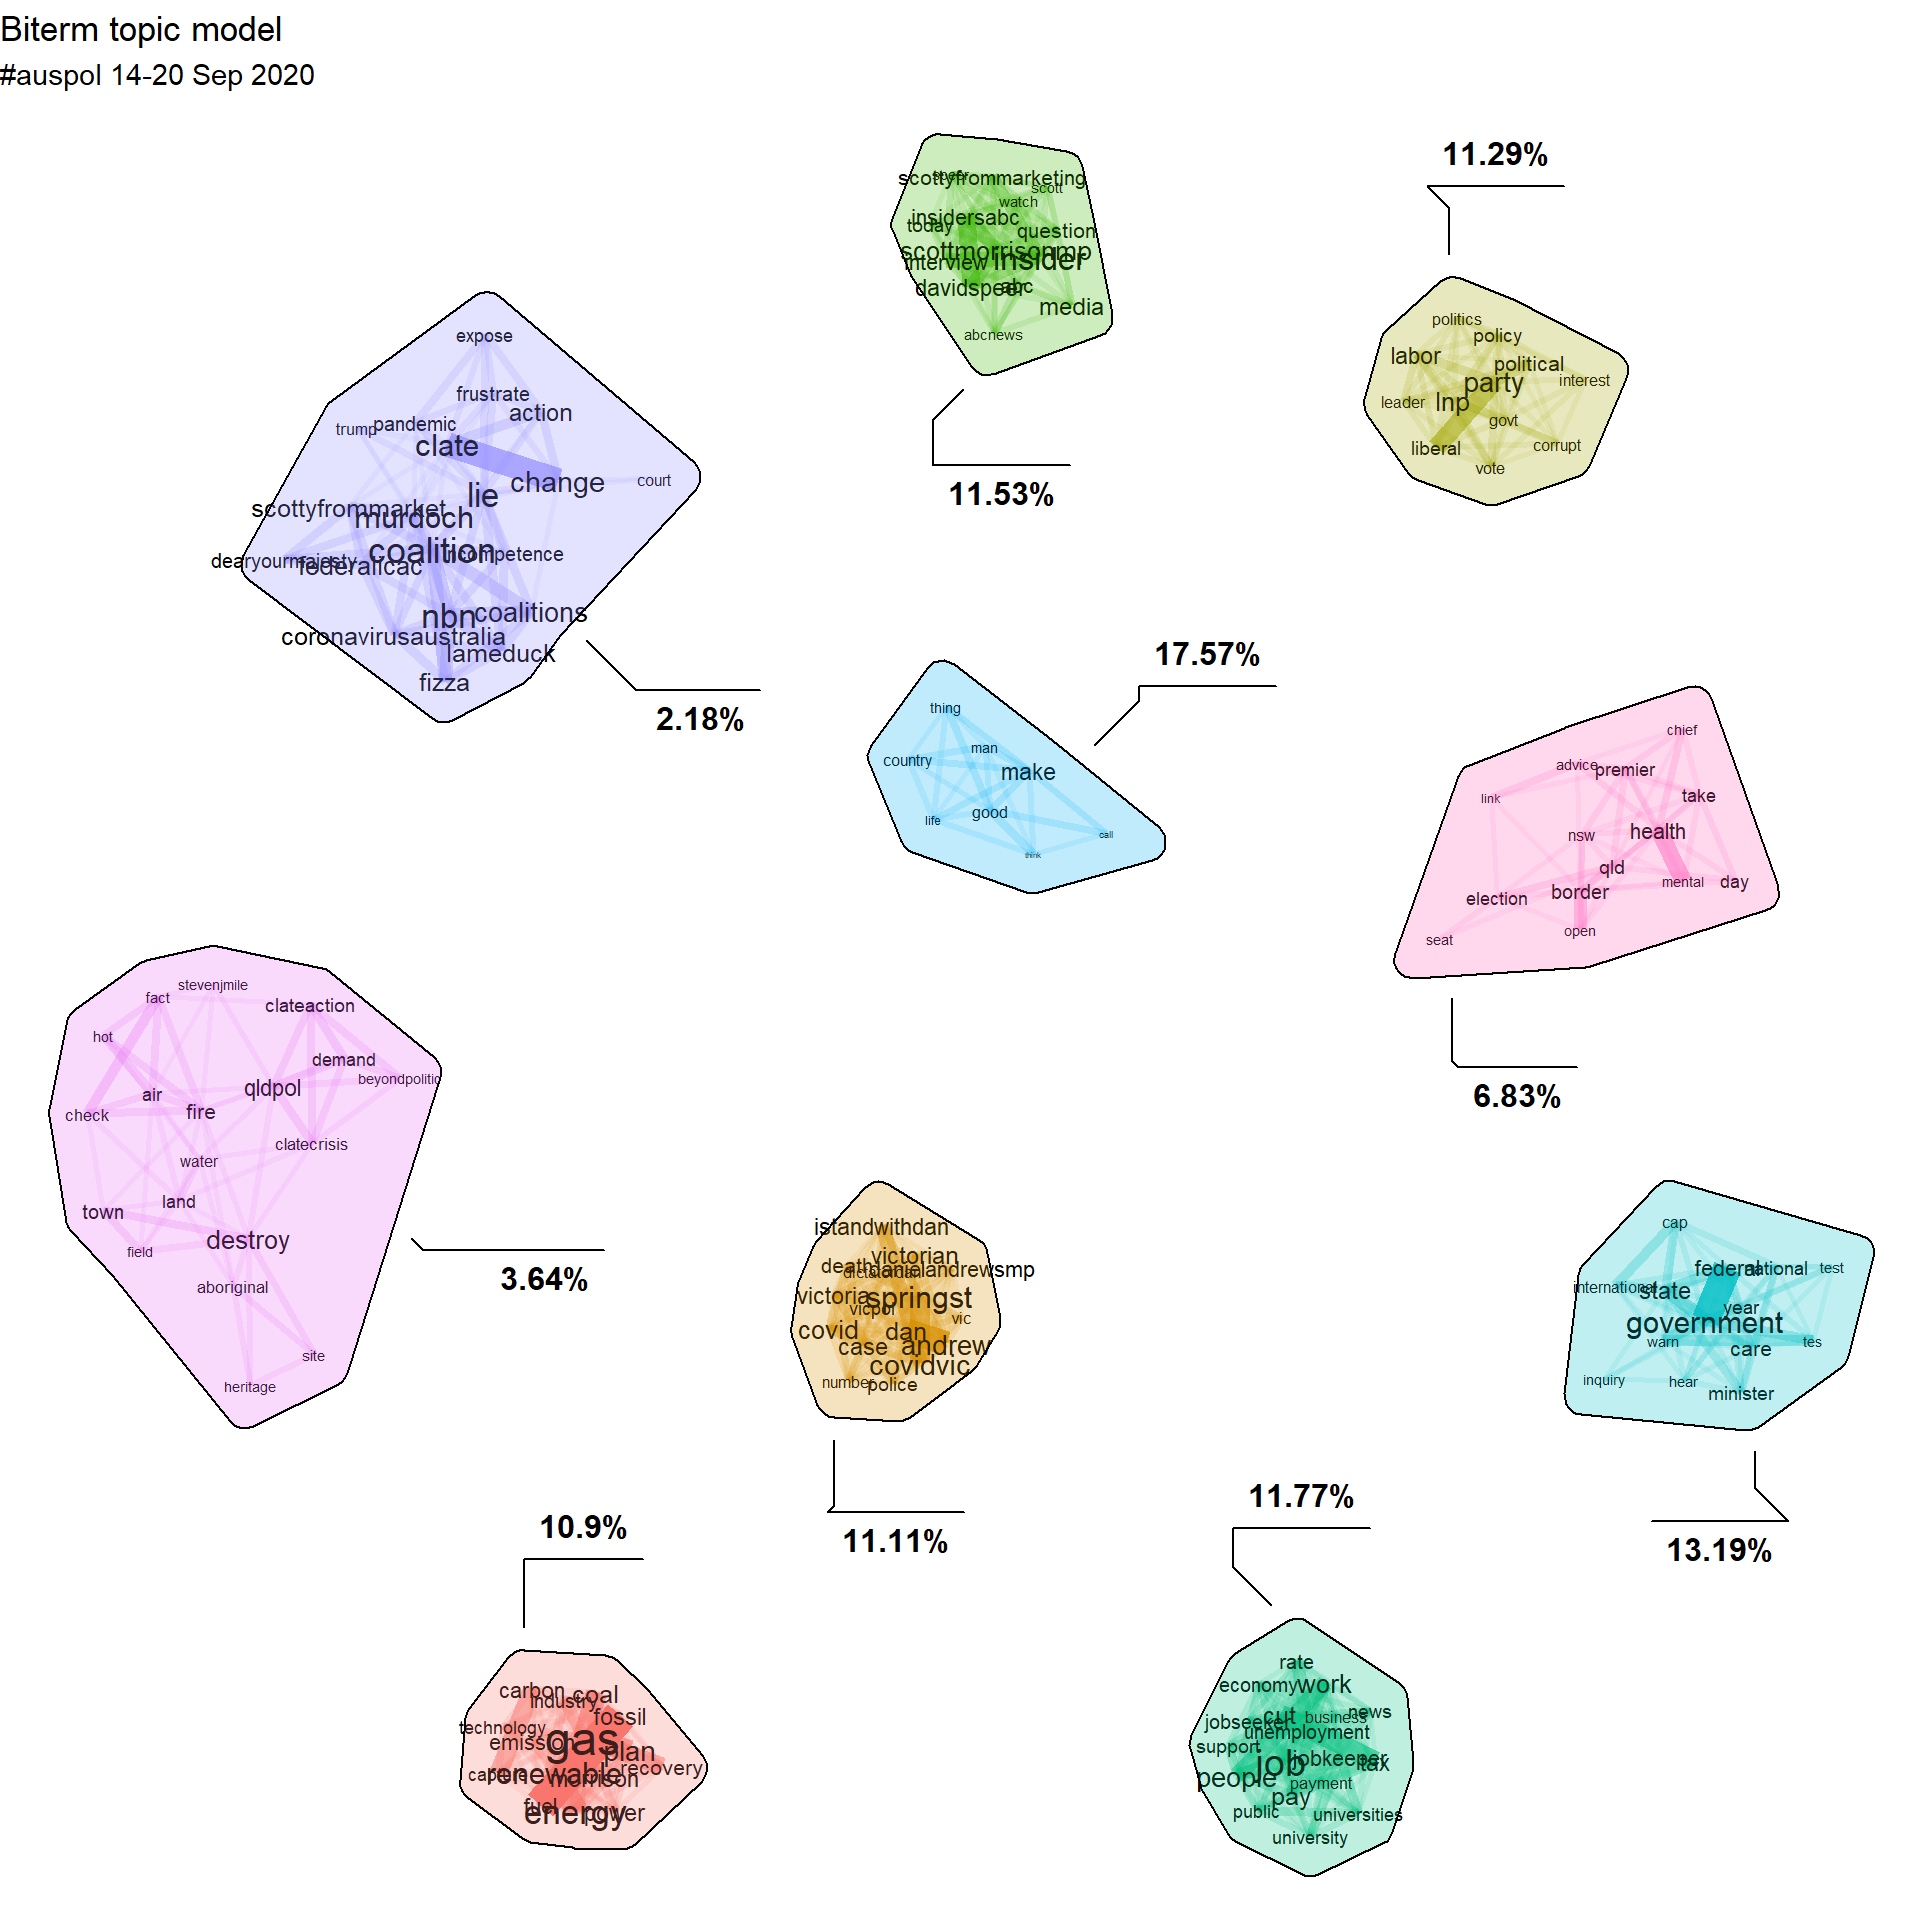 Biterm topic model
#auspol 14-20 Sep 2020
speer
scottyfrommarketing
scott
watch
insidersabc
today
question
scottmorrisonmp
interview
insider
davidspeer
abc
media
abcnews
11.53%
11.29%
politics
policy
labor
political
party
interest
leader
lnp
govt
liberal
corrupt
vote
expose
frustrate
action
pandemic
trump
clate
change
court
lie
scottyfrommarket
murdoch
coalition
incompetence
dearyourmajesty
federalicac
nbn
coalitions
coronavirusaustralia
lameduck
fizza
2.18%
17.57%
thing
man
country
make
good
life
call
think
chief
advice
premier
link
take
health
nsw
qld
mental
day
border
election
open
seat
6.83%
stevenjmile
fact
clateaction
hot
demand
beyondpolitic
qldpol
air
fire
check
clatecrisis
water
land
town
destroy
field
aboriginal
site
heritage
3.64%
istandwithdan
victorian
death
danielandrewsmp
dictatordan
victoria
springst
vicpol
vic
covid
dan
case
andrew
covidvic
number
police
11.11%
cap
federal
national
test
international
state
year
government
warn
care
tes
inquiry
hear
minister
13.19%
10.9%
carbon
coal
industry
fossil
technology
gas
emission
plan
recovery
capture
renewable
morrison
fuel
energy
power
11.77%
rate
economy
work
cut
news
jobseeker
business
unemployment
support
jobkeeper
job
tax
people
payment
pay
public
universities
university